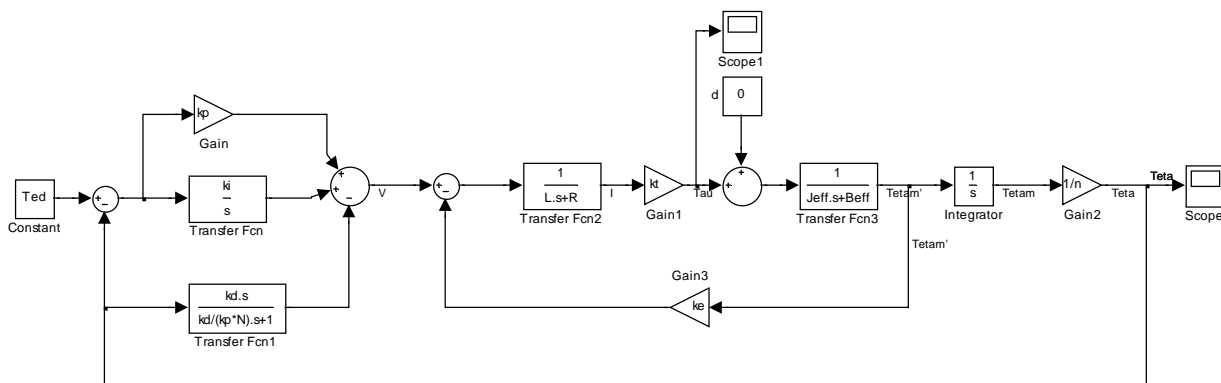 Scope1
d
0
kp
Gain
Ted
Constant
+
-
ki
s
Transfer Fcn
kd.s
kd/(kp*N).s+1
Transfer Fcn1
+
+
-
V
+
-
1
L.s+R
Transfer Fcn2
I
kt
Gain1
Tau
+
+
1
Jeff.s+Beff
Transfer Fcn3
Tetam'
Tetam'
1
s
Integrator
Tetam
1/n
Gain2
Teta
Teta
Scope
Gain3
ke